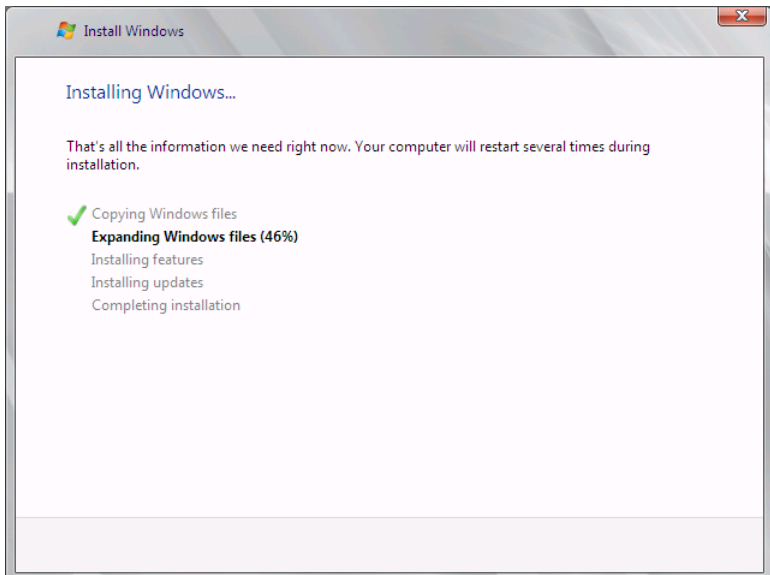 Install Windows
Installing Windows...
That's all the information we need right now. Your computer will restart several times during
installation.
Copying Windows files
Expanding Windows files (46%)
Installing features
Installing updates
Completing installation